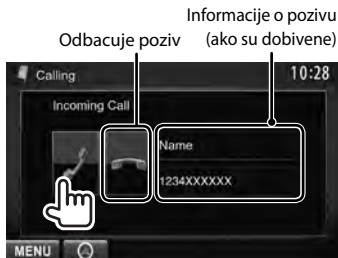 Informacije o pozivu
Odbacuje poziv (ako su dobivene)
Calling 10:28
Incoming Call
Name
1234XXXXXX
MENU